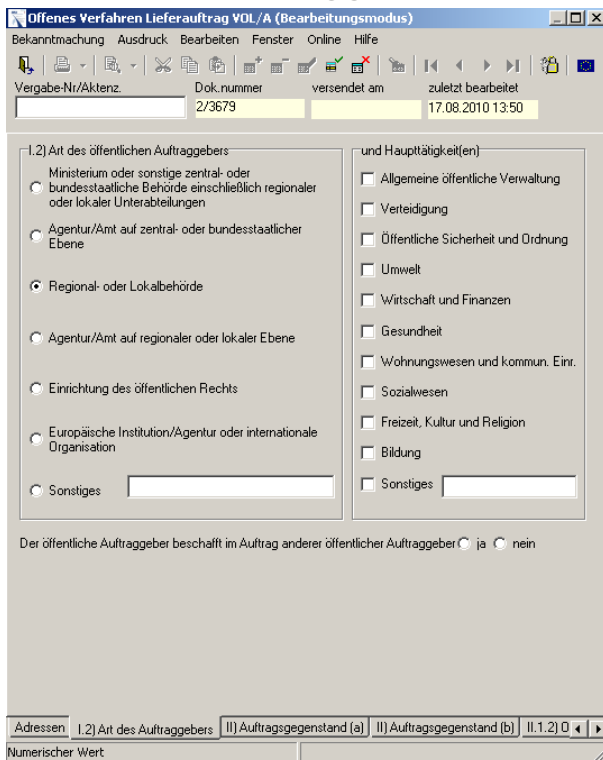 Offenes Verfahren Lieferauftrag VOL/A (Bearbeitungsmodus)
Bekanntmachung Ausdruck Bearbeiten Fenster Online Hilfe
Vergabe-Nr/Aktenz. Dok.nummer versendet am zuletzt bearbeitet
2/3679 17.08.2010 13:50
I.2) Art des öffentlichen Auftraggebers
Ministerium oder sonstige zentral- oder
bundesstaatliche Behörde einschließlich regionaler
oder lokaler Unterabteilungen
Agentur/Amt auf zentral- oder bundesstaatlicher
Ebene
Regional- oder Lokalbehörde
Agentur/Amt auf regionaler oder lokaler Ebene
Einrichtung des öffentlichen Rechts
Europäische Institution/Agentur oder internationale
Organisation
Sonstiges
und Haupttätigkeit(en)
Allgemeine öffentliche Verwaltung
Verteidigung
Öffentliche Sicherheit und Ordnung
Umwelt
Wirtschaft und Finanzen
Gesundheit
Wohnungswesen und kommun. Einr.
Sozialwesen
Freizeit, Kultur und Religion
Bildung
Sonstiges
Der öffentliche Auftraggeber beschafft im Auftrag anderer öffentlicher Auftraggeber ja nein
Adressen I.2) Art des Auftraggebers II) Auftragsgegenstand (a) II) Auftragsgegenstand (b) II.1.2) O
Numerischer Wert